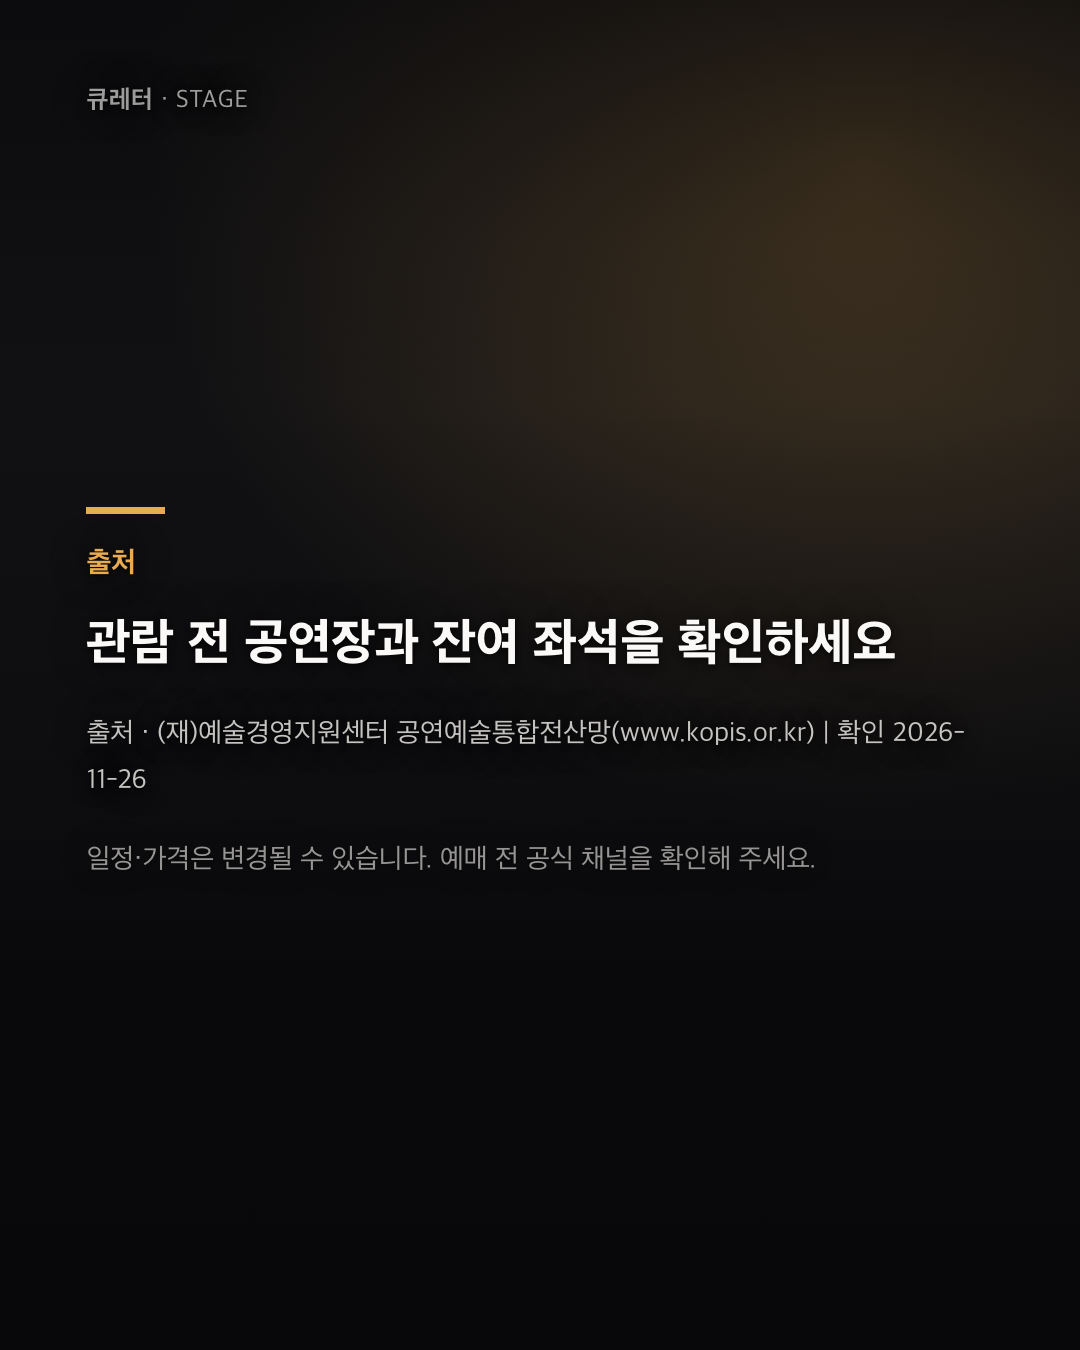 큐레터 · STAGE
출처
관람 전 공연장과 잔여 좌석을 확인하세요
출처 · (재)예술경영지원센터 공연예술통합전산망(www.kopis.or.kr) | 확인 2026-
11-26
일정·가격은 변경될 수 있습니다. 예매 전 공식 채널을 확인해 주세요.